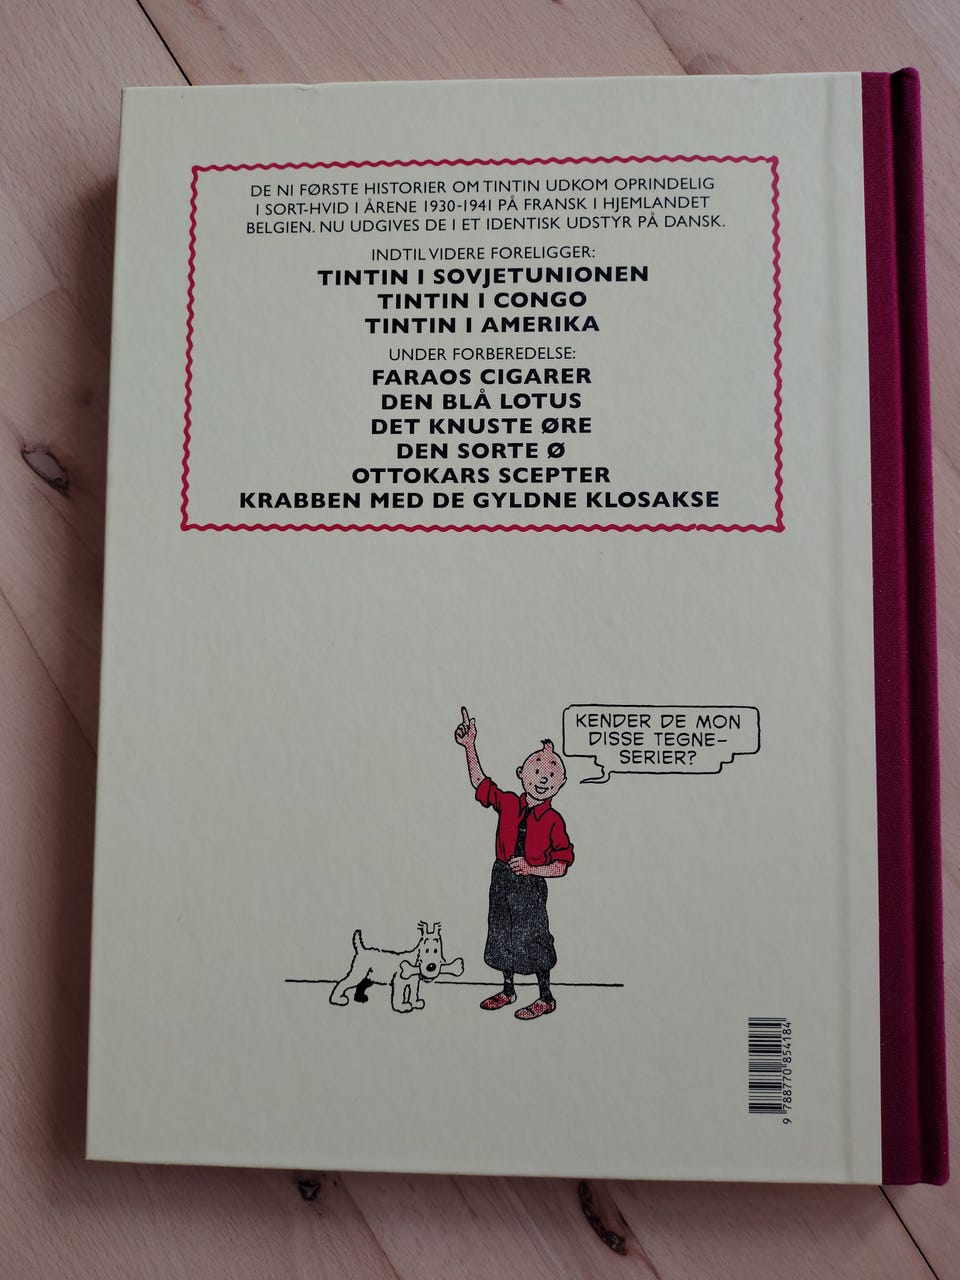 DE NI FØRSTE HISTORIER OM TINTIN UDKOM OPRINDELIG
I SORT-HVID I ÅRENE 1930-1941 PÅ FRANSK I HJEMLANDET
BELGIEN. NU UDGIVES DE I ET IDENTISK UDSTYR PÅ DANSK.
INDTIL VIDERE FORELIGGER:
TINTIN I SOVJETUNIONEN
TINTIN I CONGO
TINTIN I AMERIKA
UNDER FORBEREDELSE:
FARAOS CIGARER
DEN BLÅ LOTUS
DET KNUSTE ØRE
DEN SORTE Ø
OTTOKARS SCEPTER
KRABBEN MED DE GYLDNE KLOSAKSE
KENDER DE MON
DISSE TEGNE-
SERIER?
9 788770 854184